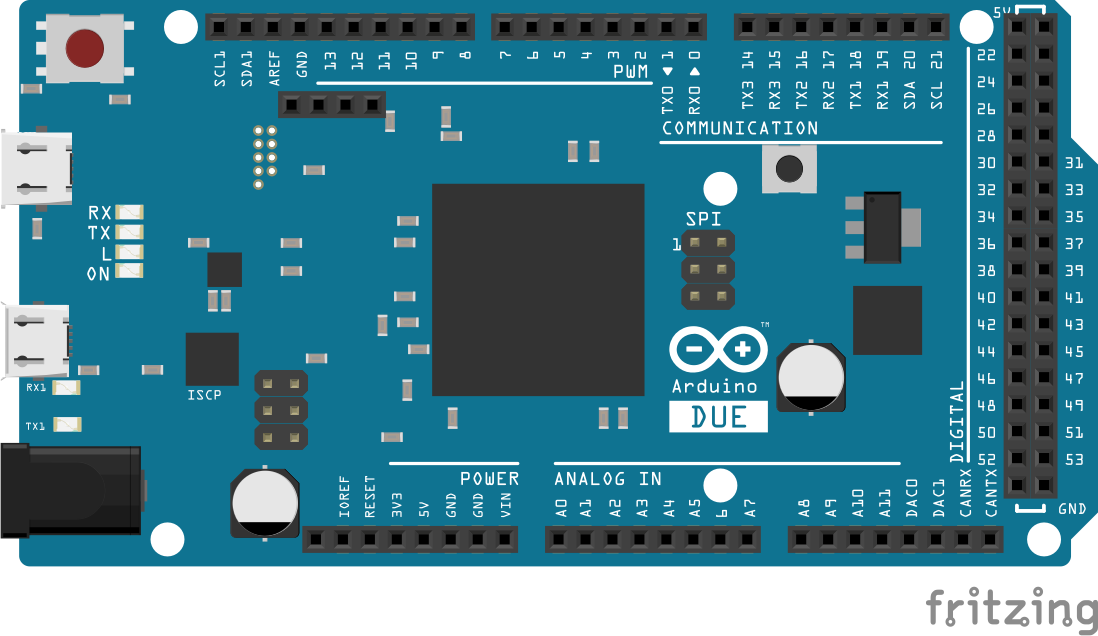 5V
SCL1 SDA1 AREF GND 13 12 11 10 9 8
7 6 5 4 3 2 1 0
TX0 RX0
PWM
TX3 14 RX3 15 TX2 16 RX2 17 TX1 18 RX1 19 SDA 20 SCL 21
COMMUNICATION
22
24
26
28
30 31
32 33
34 35
36 37
38 39
40 41
42 43
44 45
46 47
48 49
50 51
52 53
DIGITAL
GND
RX
TX
L
ON
SPI
1
TM
Arduino
DUE
ISCP
RX1
TX1
POWER
IOREF RESET 3V3 5V GND GND VIN
ANALOG IN
A0 A1 A2 A3 A4 A5 6 A7
A8 A9 A10 A11 DAC0 DAC1 CANRX CANTX
fritzing